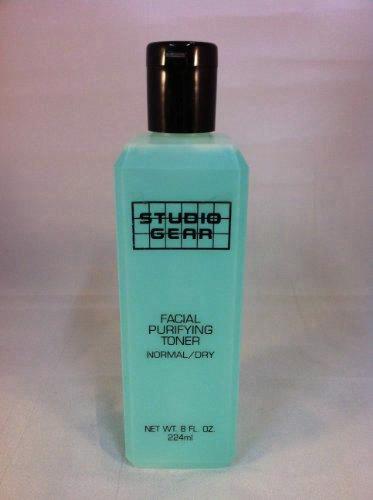 STUDIO
GEAR
FACIAL
PURIFYING
TONER
NORMAL/DRY
NET WT. 8 FL. OZ.
224ml